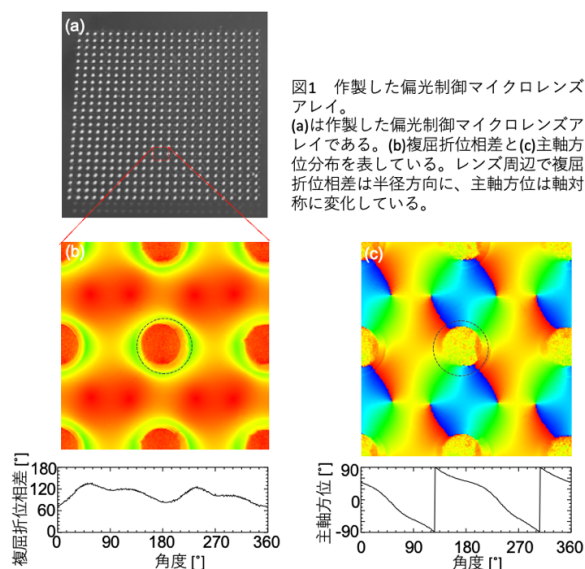 (a)
図1　作製した偏光制御マイクロレンズ
アレイ。
(a)は作製した偏光制御マイクロレンズア
レイである。(b)複屈折位相差と(c)主軸方
位分布を表している。レンズ周辺で複屈
折位相差は半径方向に、主軸方位は軸対
称に変化している。
(b)
(c)
複屈折位相差 [°]
180
120
60
0
0 90 180 270 360
角度 [°]
主軸方位 [°]
90
0
-90
0 90 180 270 360
角度 [°]